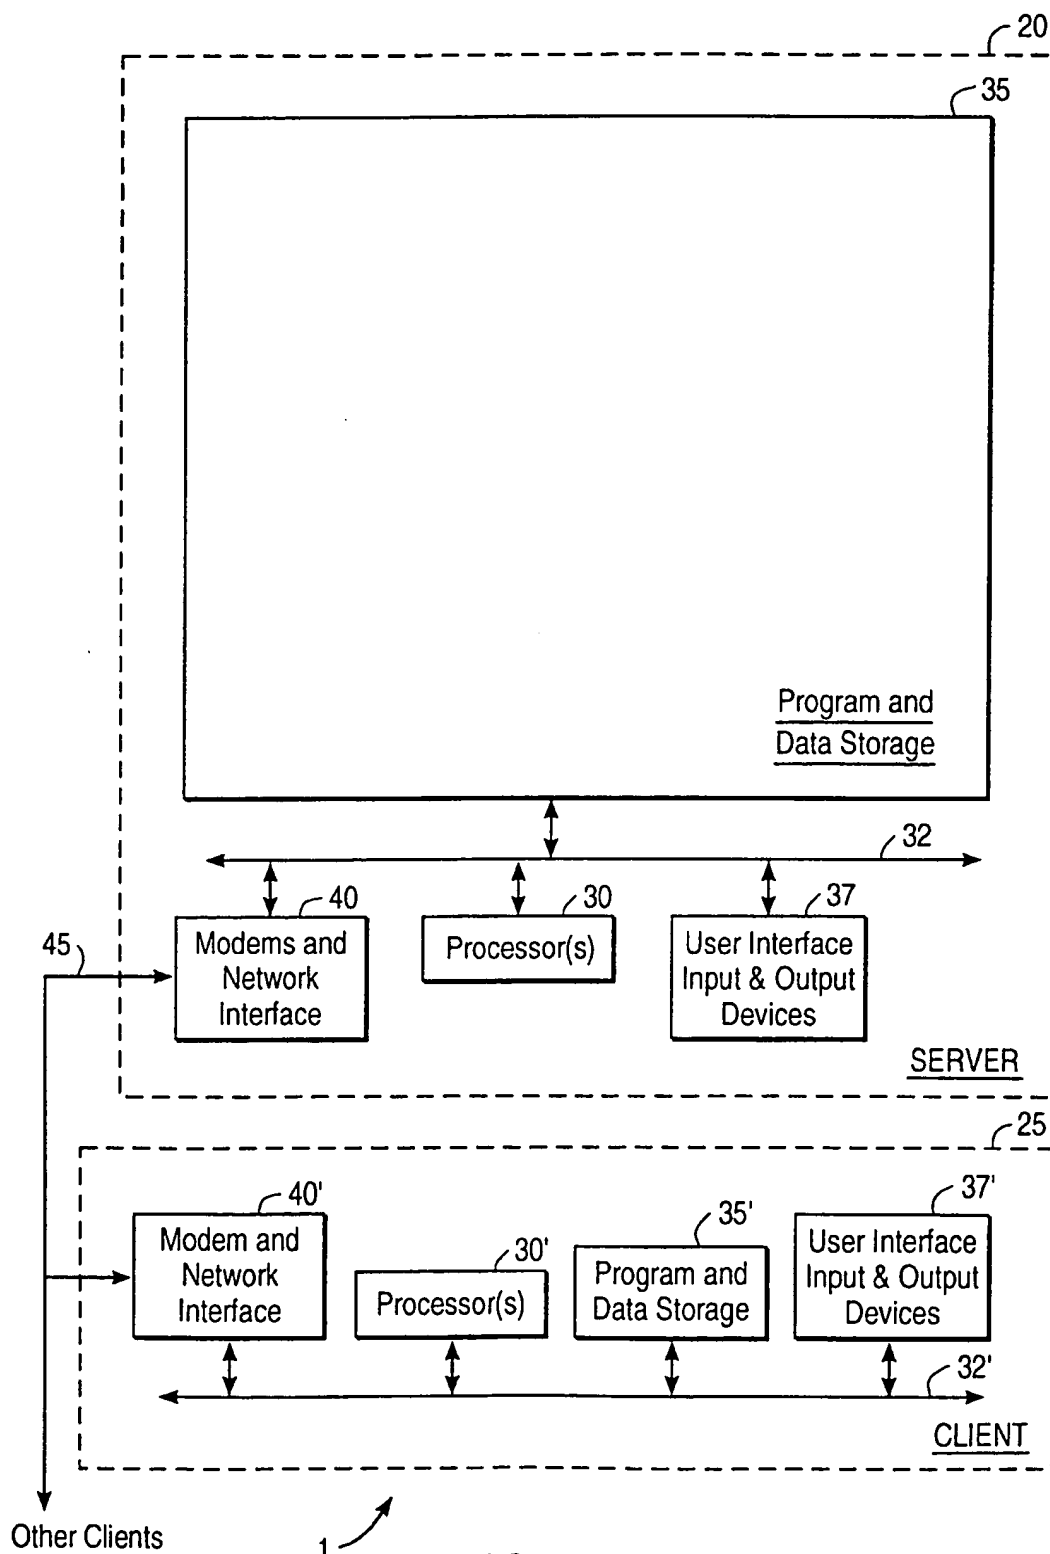 20
35
Program and
Data Storage
32
40
30
37
45
Modems and
Network
Interface
Processor(s)
User Interface
Input & Output
Devices
SERVER
25
40'
30'
35'
37'
Modem and
Network
Interface
Processor(s)
Program and
Data Storage
User Interface
Input & Output
Devices
32'
CLIENT
Other Clients
1